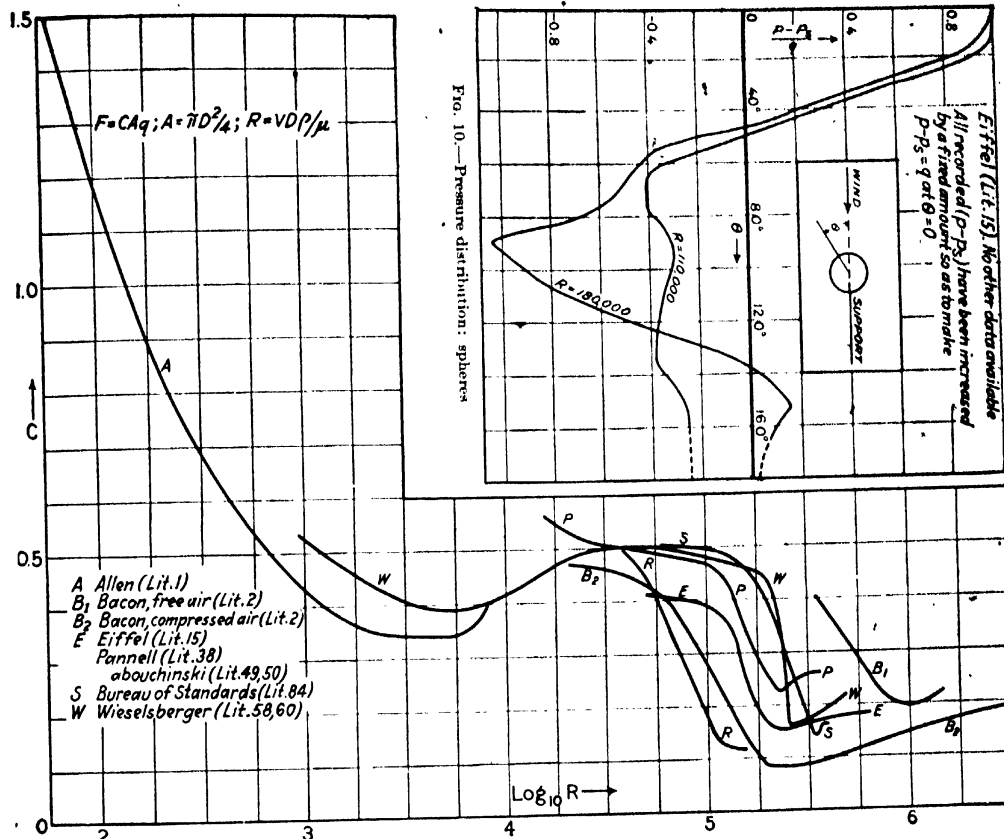 1.5
F=CAq; A=πD²/4; R=VDρ/μ
A
1.0
C
0.5
0
A Allen (Lit.1)
B₁ Bacon, free air (Lit.2)
B₂ Bacon, compressed air (Lit.2)
E Eiffel (Lit.15)
Pannell (Lit.38)
abouchinski (Lit.49,50)
S Bureau of Standards (Lit.84)
W Wieselsberger (Lit.58,60)
W
P
B₂
R
S
E
P
W
P
W
E
S
R
B₁
B₂
Log₁₀R
2
3
4
5
6
Eiffel (Lit.15). No other data available
All recorded (p-pₛ) have been increased
by a fixed amount so as to make
p-pₛ=q at θ=0
WIND
θ
SUPPORT
0.8
0.4
0
-0.4
-0.8
40°
80°
120°
160°
θ
R=110,000
R=180,000
FIG. 10.—Pressure distribution: spheres